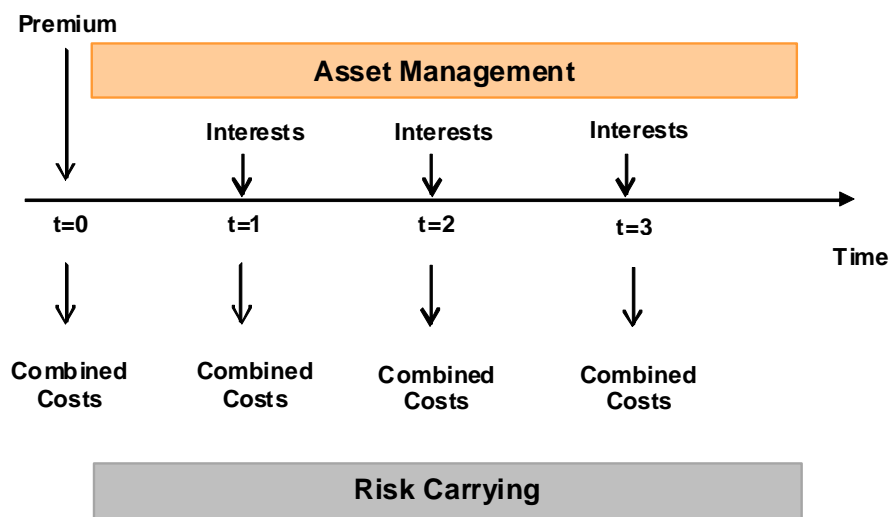 Premium
Asset Management
Interests Interests Interests
t=0 t=1 t=2 t=3
Time
Combined Combined Combined Combined
Costs Costs Costs Costs
Risk Carrying